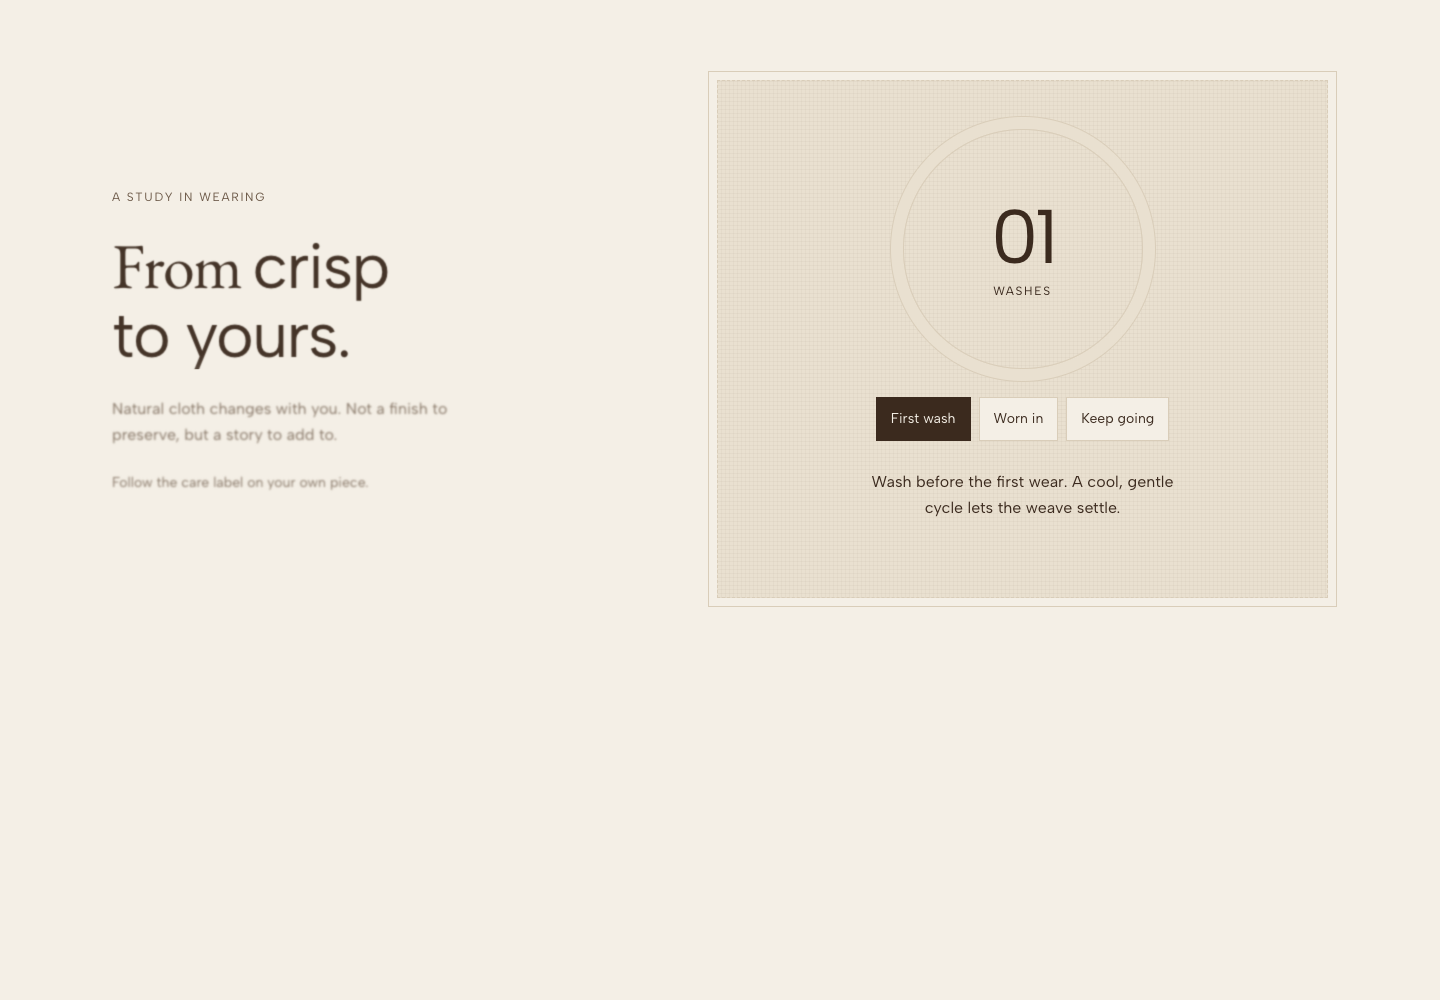 A STUDY IN WEARING
From crisp
to yours.
Natural cloth changes with you. Not a finish to
preserve, but a story to add to.
Follow the care label on your own piece.
01
WASHES
First wash
Worn in
Keep going
Wash before the first wear. A cool, gentle
cycle lets the weave settle.